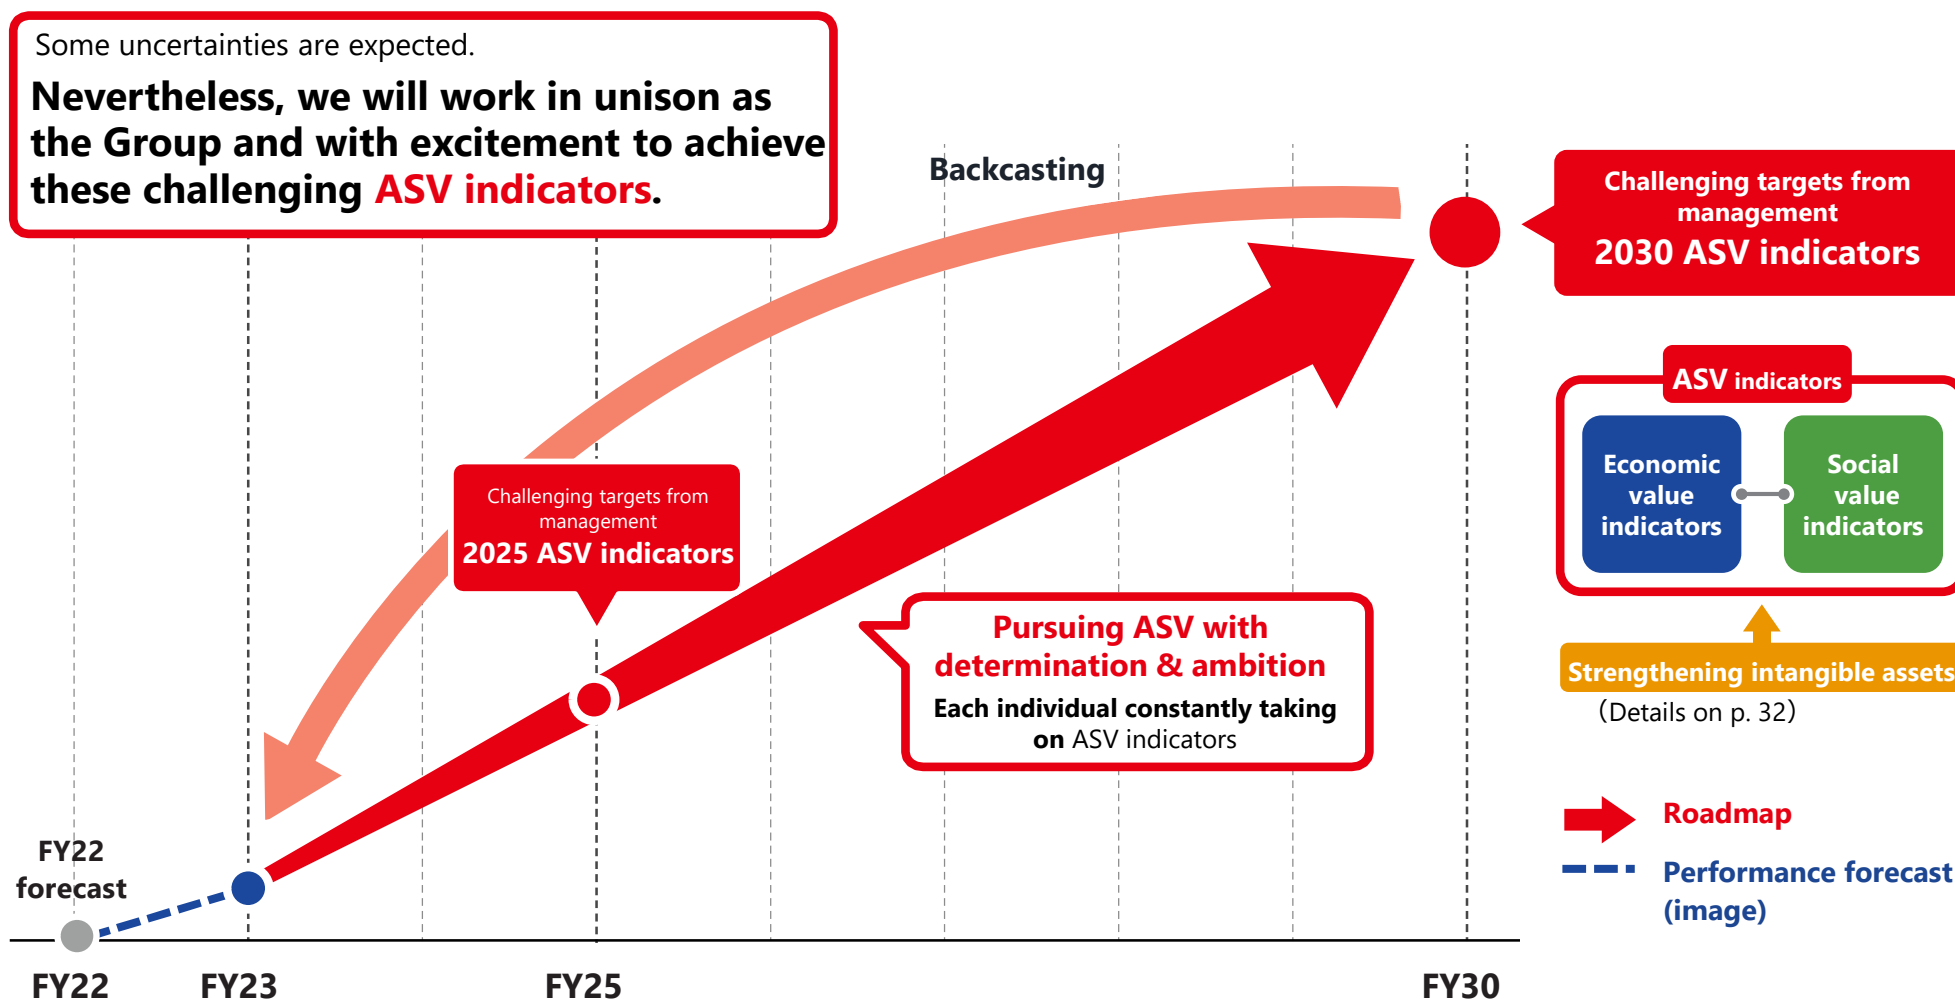 Some uncertainties are expected.
Nevertheless, we will work in unison as
the Group and with excitement to achieve
these challenging ASV indicators.
Backcasting
Challenging targets from
management
2030 ASV indicators
ASV indicators
Economic
value
indicators
Social
value
indicators
Strengthening intangible assets
（Details on p. 32）
Challenging targets from
management
2025 ASV indicators
Pursuing ASV with
determination & ambition
Each individual constantly taking
on ASV indicators
Roadmap
Performance forecast
(image)
FY22
forecast
FY22
FY23
FY25
FY30